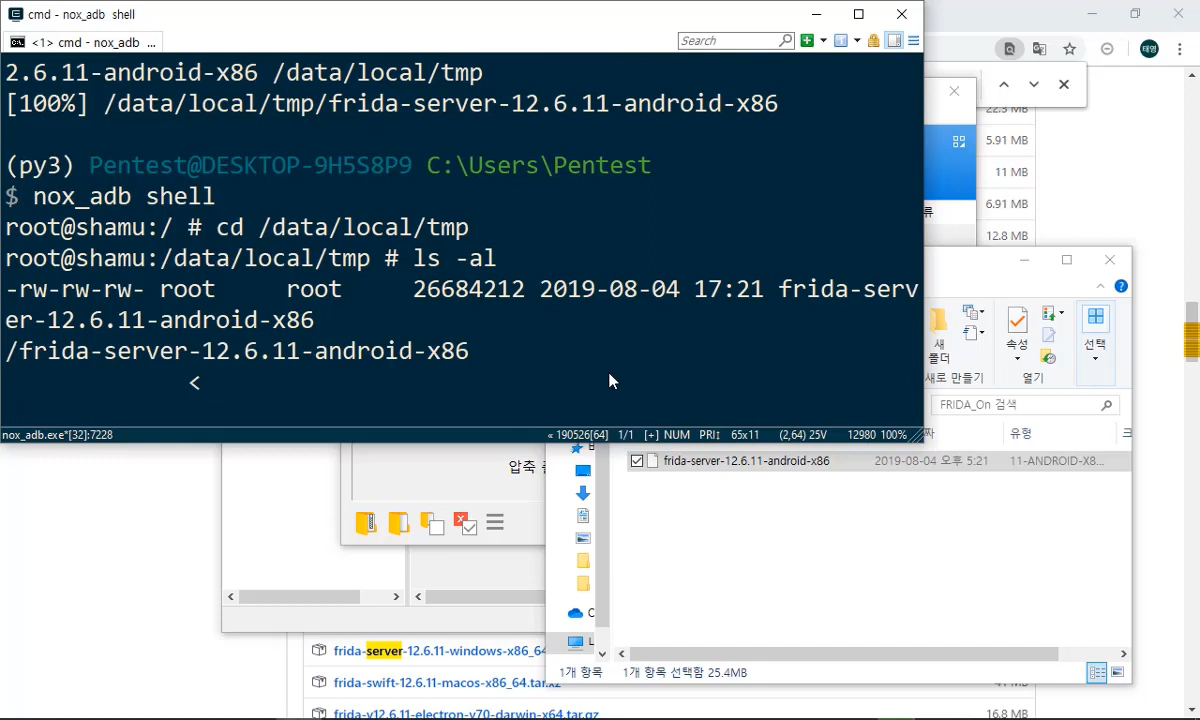 cmd - nox_adb shell
<1> cmd - nox_adb ...
Search
2.6.11-android-x86 /data/local/tmp
[100%] /data/local/tmp/frida-server-12.6.11-android-x86
(py3) Pentest@DESKTOP-9H5S8P9 C:\Users\Pentest
$ nox_adb shell
root@shamu:/ # cd /data/local/tmp
root@shamu:/data/local/tmp # ls -al
-rw-rw-rw- root     root     26684212 2019-08-04 17:21 frida-serv
er-12.6.11-android-x86
/frida-server-12.6.11-android-x86
<
nox_adb.exe*[32]:7228
« 190526[64] 1/1 [+] NUM PRI↕ 65x11 (2,64) 25V 12980 100%
태영
22.3 MB
5.91 MB
11 MB
6.91 MB
12.8 MB
류
새
폴더
새로 만들기
속성
열기
선택
FRIDA_On 검색
짜
유형
frida-server-12.6.11-android-x86
2019-08-04 오후 5:21
11-ANDROID-X8...
압축
1개 항목
1개 항목 선택함 25.4MB
frida-server-12.6.11-windows-x86_64
frida-swift-12.6.11-macos-x86_64.tar.xz
41 MB
frida-v12.6.11-electron-v70-darwin-x64.tar.gz
16.8 MB